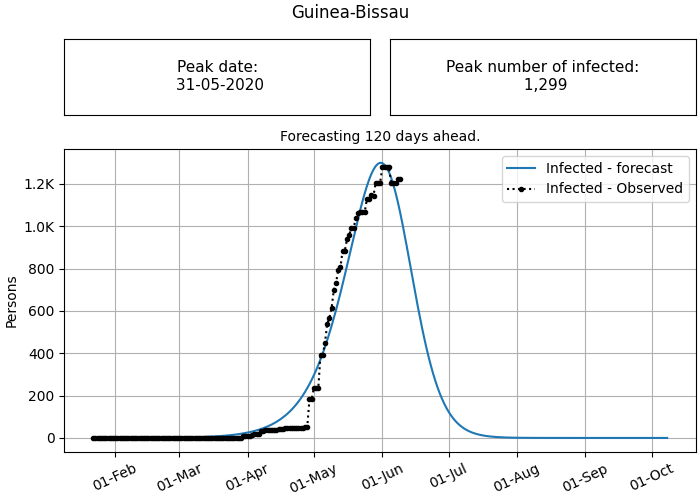 Guinea-Bissau
Peak date:
31-05-2020
Peak number of infected:
1,299
Forecasting 120 days ahead.
Infected - forecast
Infected - Observed
Persons
1.2K
1.0K
800
600
400
200
0
01-Feb
01-Mar
01-Apr
01-May
01-Jun
01-Jul
01-Aug
01-Sep
01-Oct